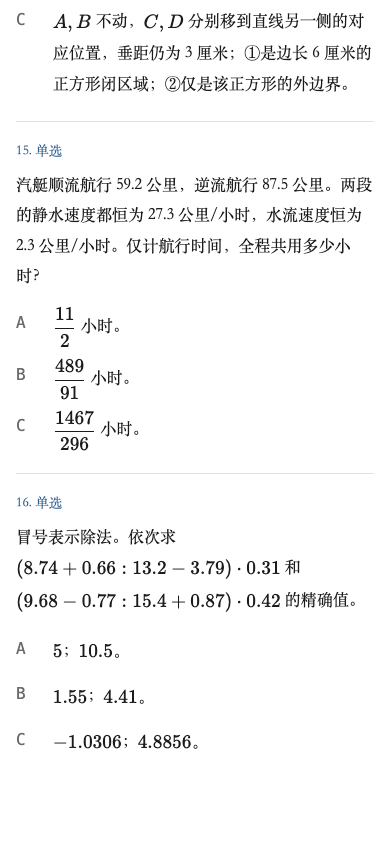 C A, B 不动，C, D 分别移到直线另一侧的对
应位置，垂距仍为 3 厘米；①是边长 6 厘米的
正方形闭区域；②仅是该正方形的外边界。
15. 单选
汽艇顺流航行 59.2 公里，逆流航行 87.5 公里。两段
的静水速度都恒为 27.3 公里/小时，水流速度恒为
2.3 公里/小时。仅计航行时间，全程共用多少小
时？
A 11/2 小时。
B 489/91 小时。
C 1467/296 小时。
16. 单选
冒号表示除法。依次求
(8.74 + 0.66 : 13.2 − 3.79) · 0.31 和
(9.68 − 0.77 : 15.4 + 0.87) · 0.42 的精确值。
A 5；10.5。
B 1.55；4.41。
C −1.0306；4.8856。